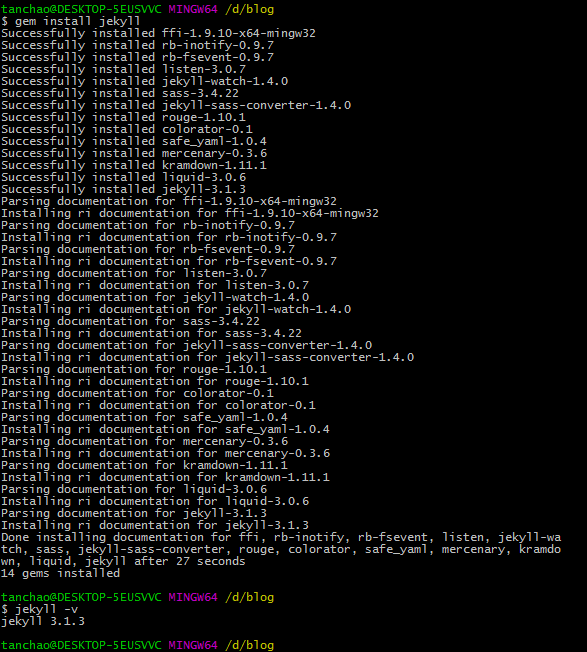 tanchao@DESKTOP-5EUSVVC MINGW64 /d/blog
$ gem install jekyll
Successfully installed ffi-1.9.10-x64-mingw32
Successfully installed rb-inotify-0.9.7
Successfully installed rb-fsevent-0.9.7
Successfully installed listen-3.0.7
Successfully installed jekyll-watch-1.4.0
Successfully installed sass-3.4.22
Successfully installed jekyll-sass-converter-1.4.0
Successfully installed rouge-1.10.1
Successfully installed colorator-0.1
Successfully installed safe_yaml-1.0.4
Successfully installed mercenary-0.3.6
Successfully installed kramdown-1.11.1
Successfully installed liquid-3.0.6
Successfully installed jekyll-3.1.3
Parsing documentation for ffi-1.9.10-x64-mingw32
Installing ri documentation for ffi-1.9.10-x64-mingw32
Parsing documentation for rb-inotify-0.9.7
Installing ri documentation for rb-inotify-0.9.7
Parsing documentation for rb-fsevent-0.9.7
Installing ri documentation for rb-fsevent-0.9.7
Parsing documentation for listen-3.0.7
Installing ri documentation for listen-3.0.7
Parsing documentation for jekyll-watch-1.4.0
Installing ri documentation for jekyll-watch-1.4.0
Parsing documentation for sass-3.4.22
Installing ri documentation for sass-3.4.22
Parsing documentation for jekyll-sass-converter-1.4.0
Installing ri documentation for jekyll-sass-converter-1.4.0
Parsing documentation for rouge-1.10.1
Installing ri documentation for rouge-1.10.1
Parsing documentation for colorator-0.1
Installing ri documentation for colorator-0.1
Parsing documentation for safe_yaml-1.0.4
Installing ri documentation for safe_yaml-1.0.4
Parsing documentation for mercenary-0.3.6
Installing ri documentation for mercenary-0.3.6
Parsing documentation for kramdown-1.11.1
Installing ri documentation for kramdown-1.11.1
Parsing documentation for liquid-3.0.6
Installing ri documentation for liquid-3.0.6
Parsing documentation for jekyll-3.1.3
Installing ri documentation for jekyll-3.1.3
Done installing documentation for ffi, rb-inotify, rb-fsevent, listen, jekyll-wa
tch, sass, jekyll-sass-converter, rouge, colorator, safe_yaml, mercenary, kramdo
wn, liquid, jekyll after 27 seconds
14 gems installed
tanchao@DESKTOP-5EUSVVC MINGW64 /d/blog
$ jekyll -v
jekyll 3.1.3
tanchao@DESKTOP-5EUSVVC MINGW64 /d/blog